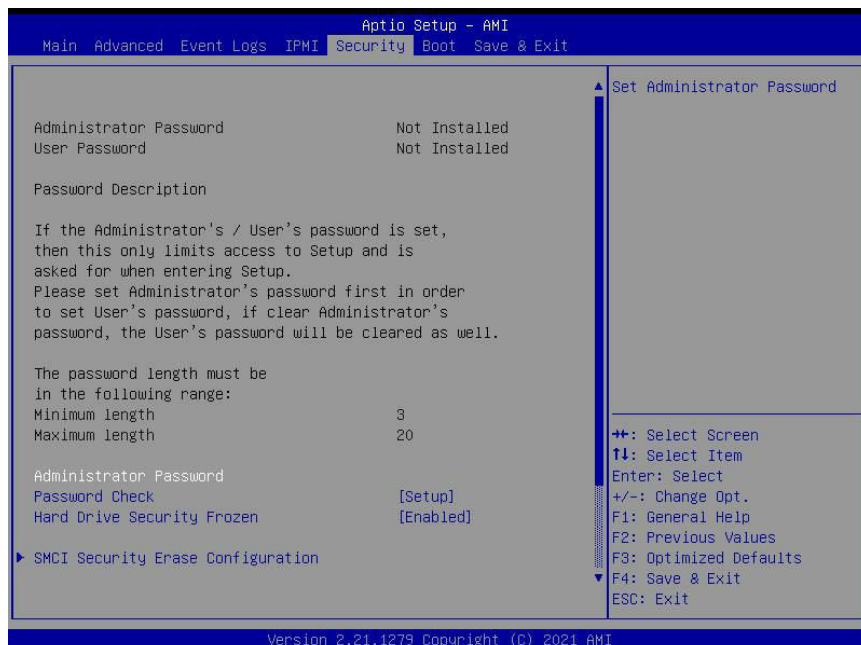 Aptio Setup – AMI
Main Advanced Event Logs IPMI Security Boot Save & Exit
Administrator Password Not Installed
User Password Not Installed
Password Description
If the Administrator's / User's password is set,
then this only limits access to Setup and is
asked for when entering Setup.
Please set Administrator's password first in order
to set User's password, if clear Administrator's
password, the User's password will be cleared as well.
The password length must be
in the following range:
Minimum length 3
Maximum length 20
Administrator Password
Password Check [Setup]
Hard Drive Security Frozen [Enabled]
SMCI Security Erase Configuration
Set Administrator Password
→←: Select Screen
↑↓: Select Item
Enter: Select
+/-: Change Opt.
F1: General Help
F2: Previous Values
F3: Optimized Defaults
F4: Save & Exit
ESC: Exit
Version 2.21.1279 Copyright (C) 2021 AMI